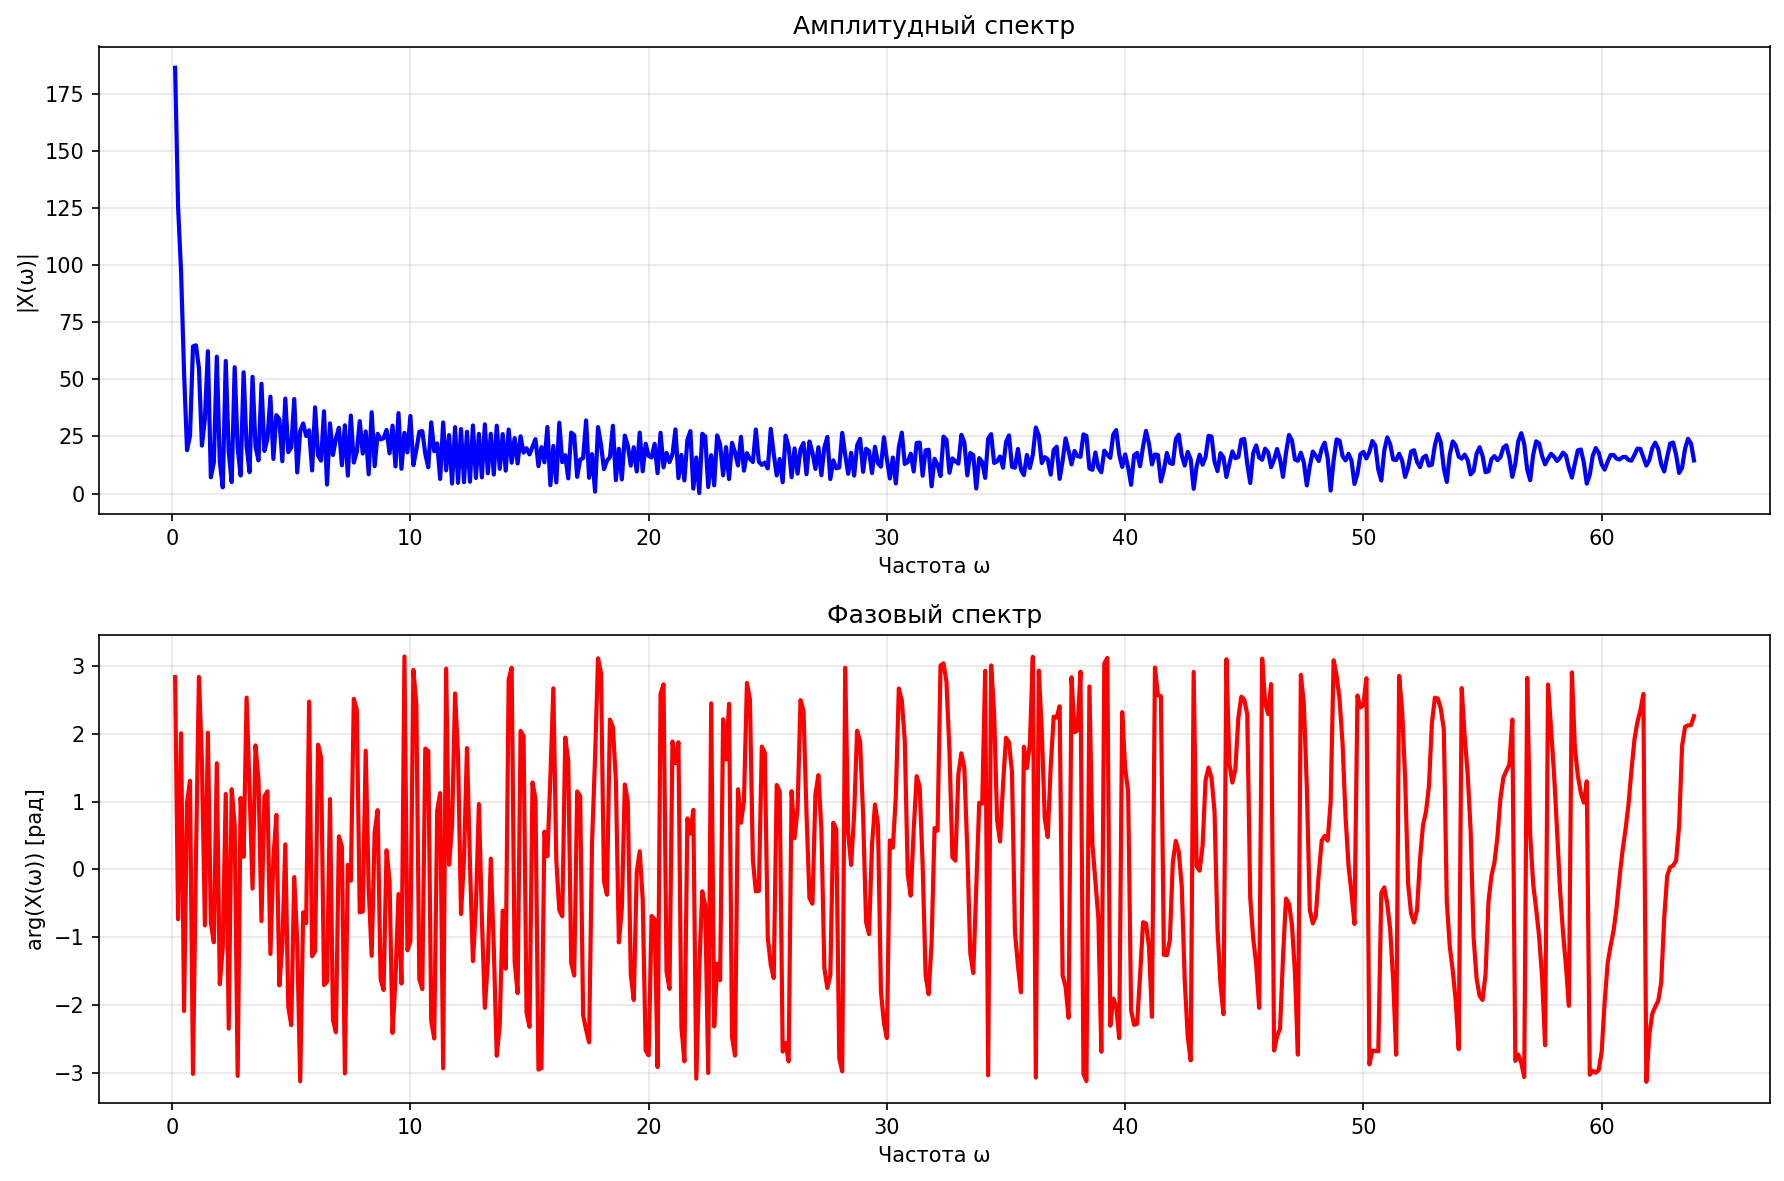 Амплитудный спектр
175
150
125
100
75
50
25
0
|X(ω)|
0 10 20 30 40 50 60
Частота ω
Фазовый спектр
3
2
1
0
−1
−2
−3
arg(X(ω)) [рад]
0 10 20 30 40 50 60
Частота ω